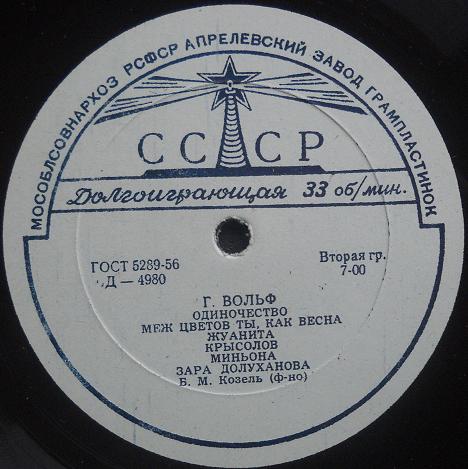 МОСОБЛСОВНАРХОЗ РСФСР АПРЕЛЕВСКИЙ ЗАВОД ГРАМПЛАСТИНОК
СССР
Долгоиграющая 33 об/мин.
ГОСТ 5289-56
Д — 4980
Вторая гр.
7-00
Г. ВОЛЬФ
ОДИНОЧЕСТВО
МЕЖ ЦВЕТОВ ТЫ, КАК ВЕСНА
ЖУАНИТА
КРЫСОЛОВ
МИНЬОНА
ЗАРА ДОЛУХАНОВА
Б. М. Козель (ф-но)